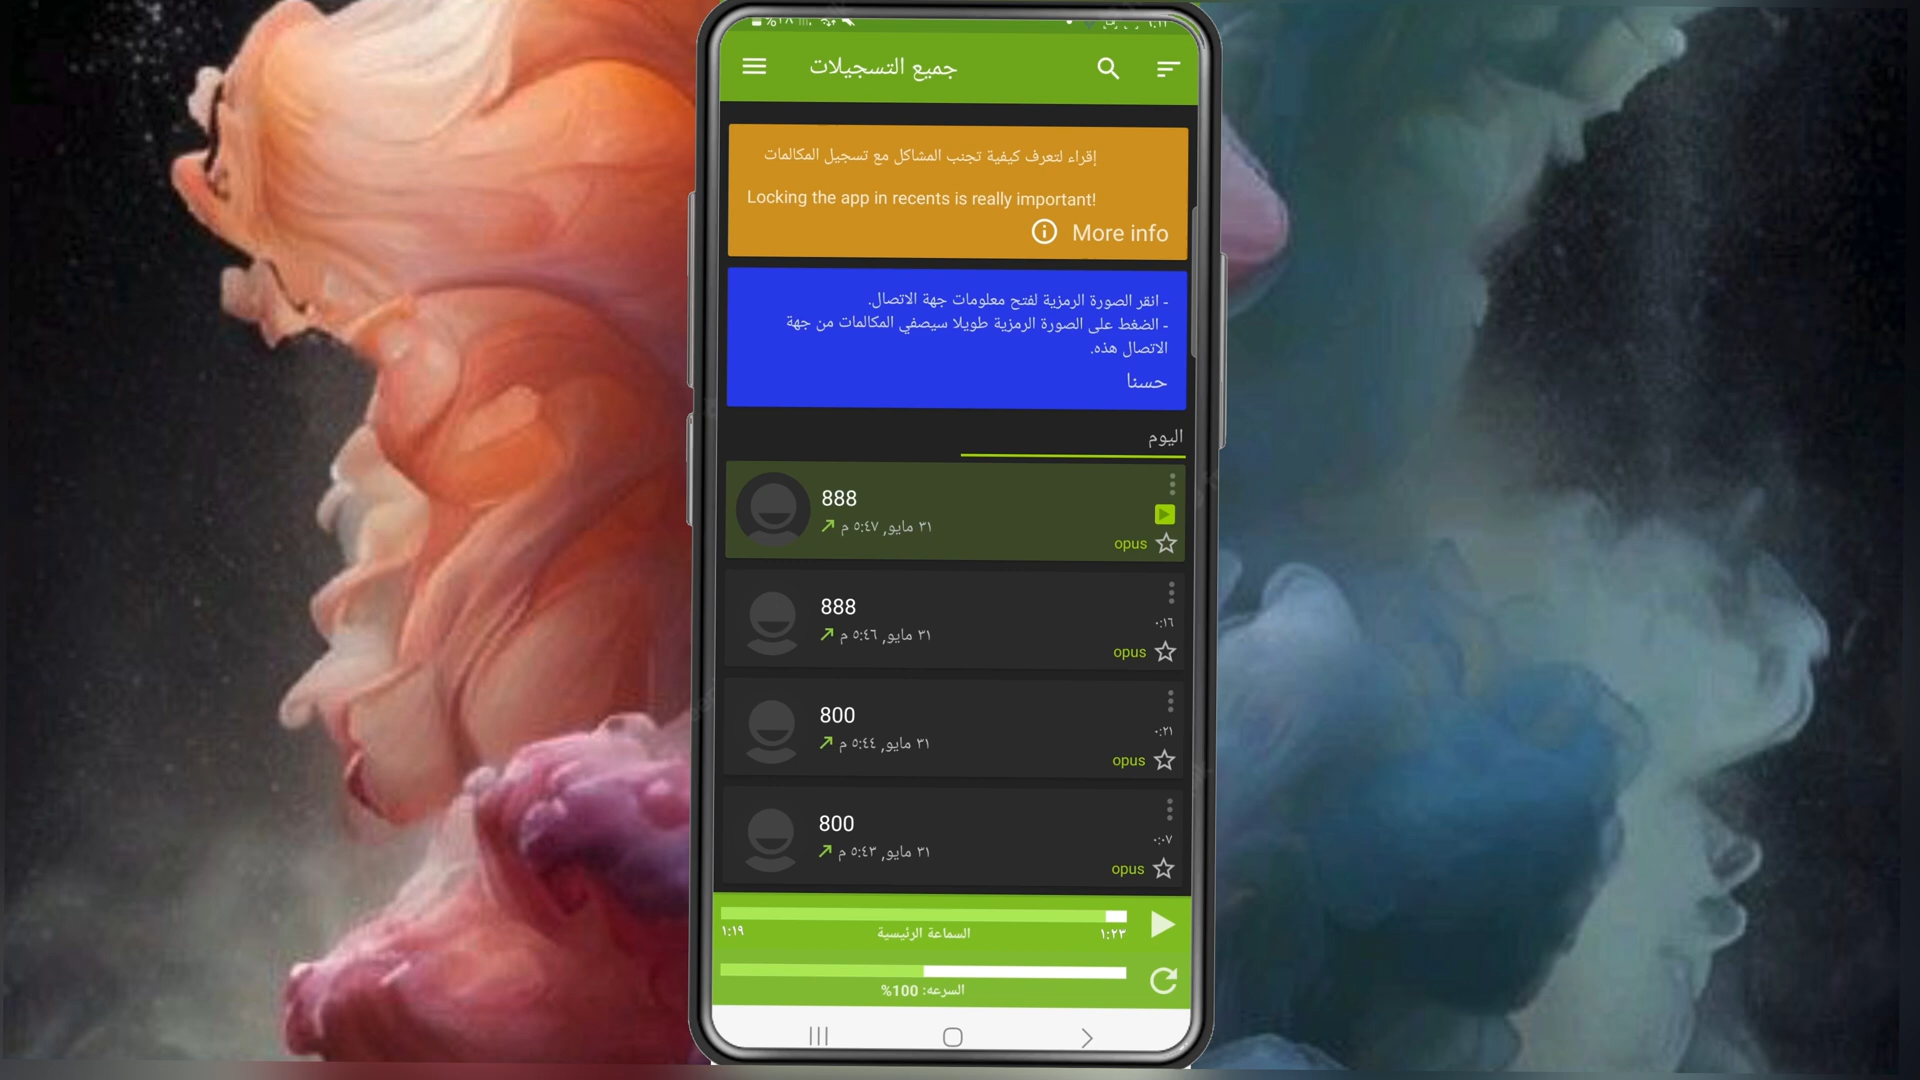 جميع التسجيلات
إقراء لتعرف كيفية تجنب المشاكل مع تسجيل المكالمات
Locking the app in recents is really important!
More info
- انقر الصورة الرمزية لفتح معلومات جهة الاتصال.
- الضغط على الصورة الرمزية طويلا سيصفي المكالمات من جهة
الاتصال هذه.
حسنا
اليوم
888
٣١ مايو, ٥:٤٧ م
opus
888
٣١ مايو, ٥:٤٦ م
٠:١٦
opus
800
٣١ مايو, ٥:٤٤ م
٠:٢١
opus
800
٣١ مايو, ٥:٤٣ م
٠:٠٧
opus
١:١٩ السماعة الرئيسية ١:٢٣
السرعه: 100%